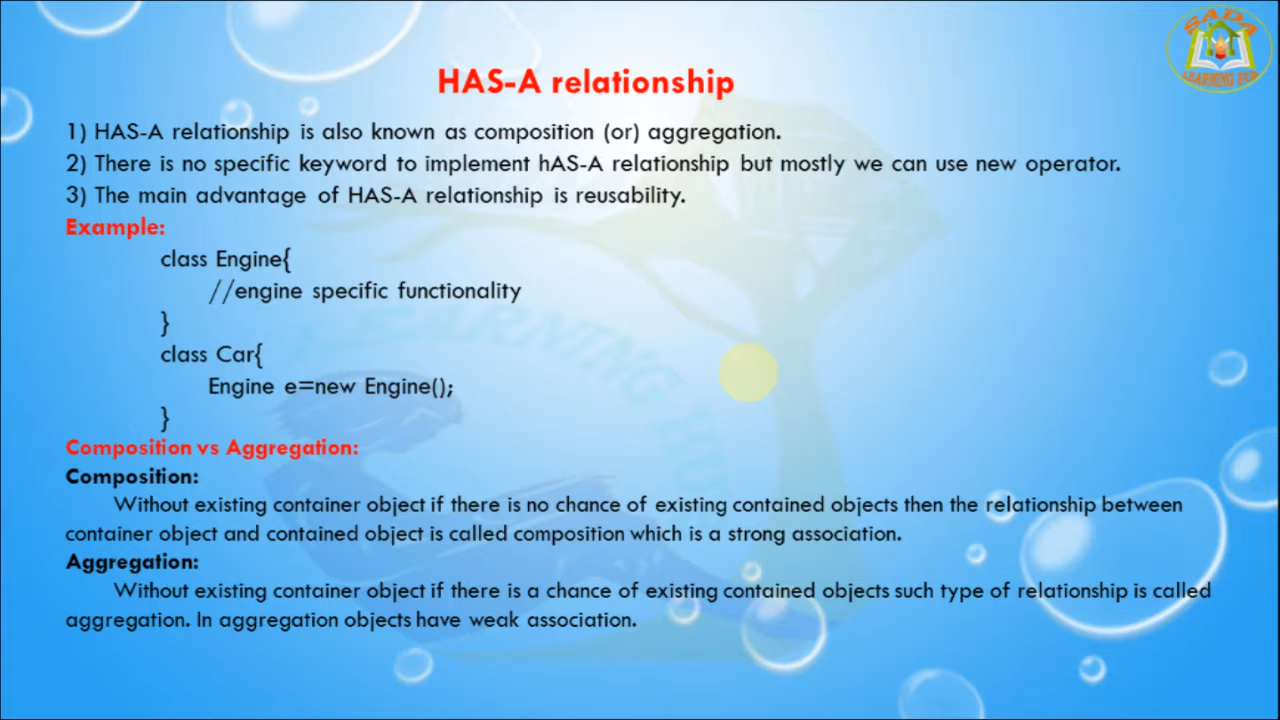 SADA
LEARNING HUB
HAS-A relationship
1) HAS-A relationship is also known as composition (or) aggregation.
2) There is no specific keyword to implement hAS-A relationship but mostly we can use new operator.
3) The main advantage of HAS-A relationship is reusability.
Example:
class Engine{
//engine specific functionality
}
class Car{
Engine e=new Engine();
}
LEARNING HUB
Composition vs Aggregation:
Composition:
Without existing container object if there is no chance of existing contained objects then the relationship between
container object and contained object is called composition which is a strong association.
Aggregation:
Without existing container object if there is a chance of existing contained objects such type of relationship is called
aggregation. In aggregation objects have weak association.